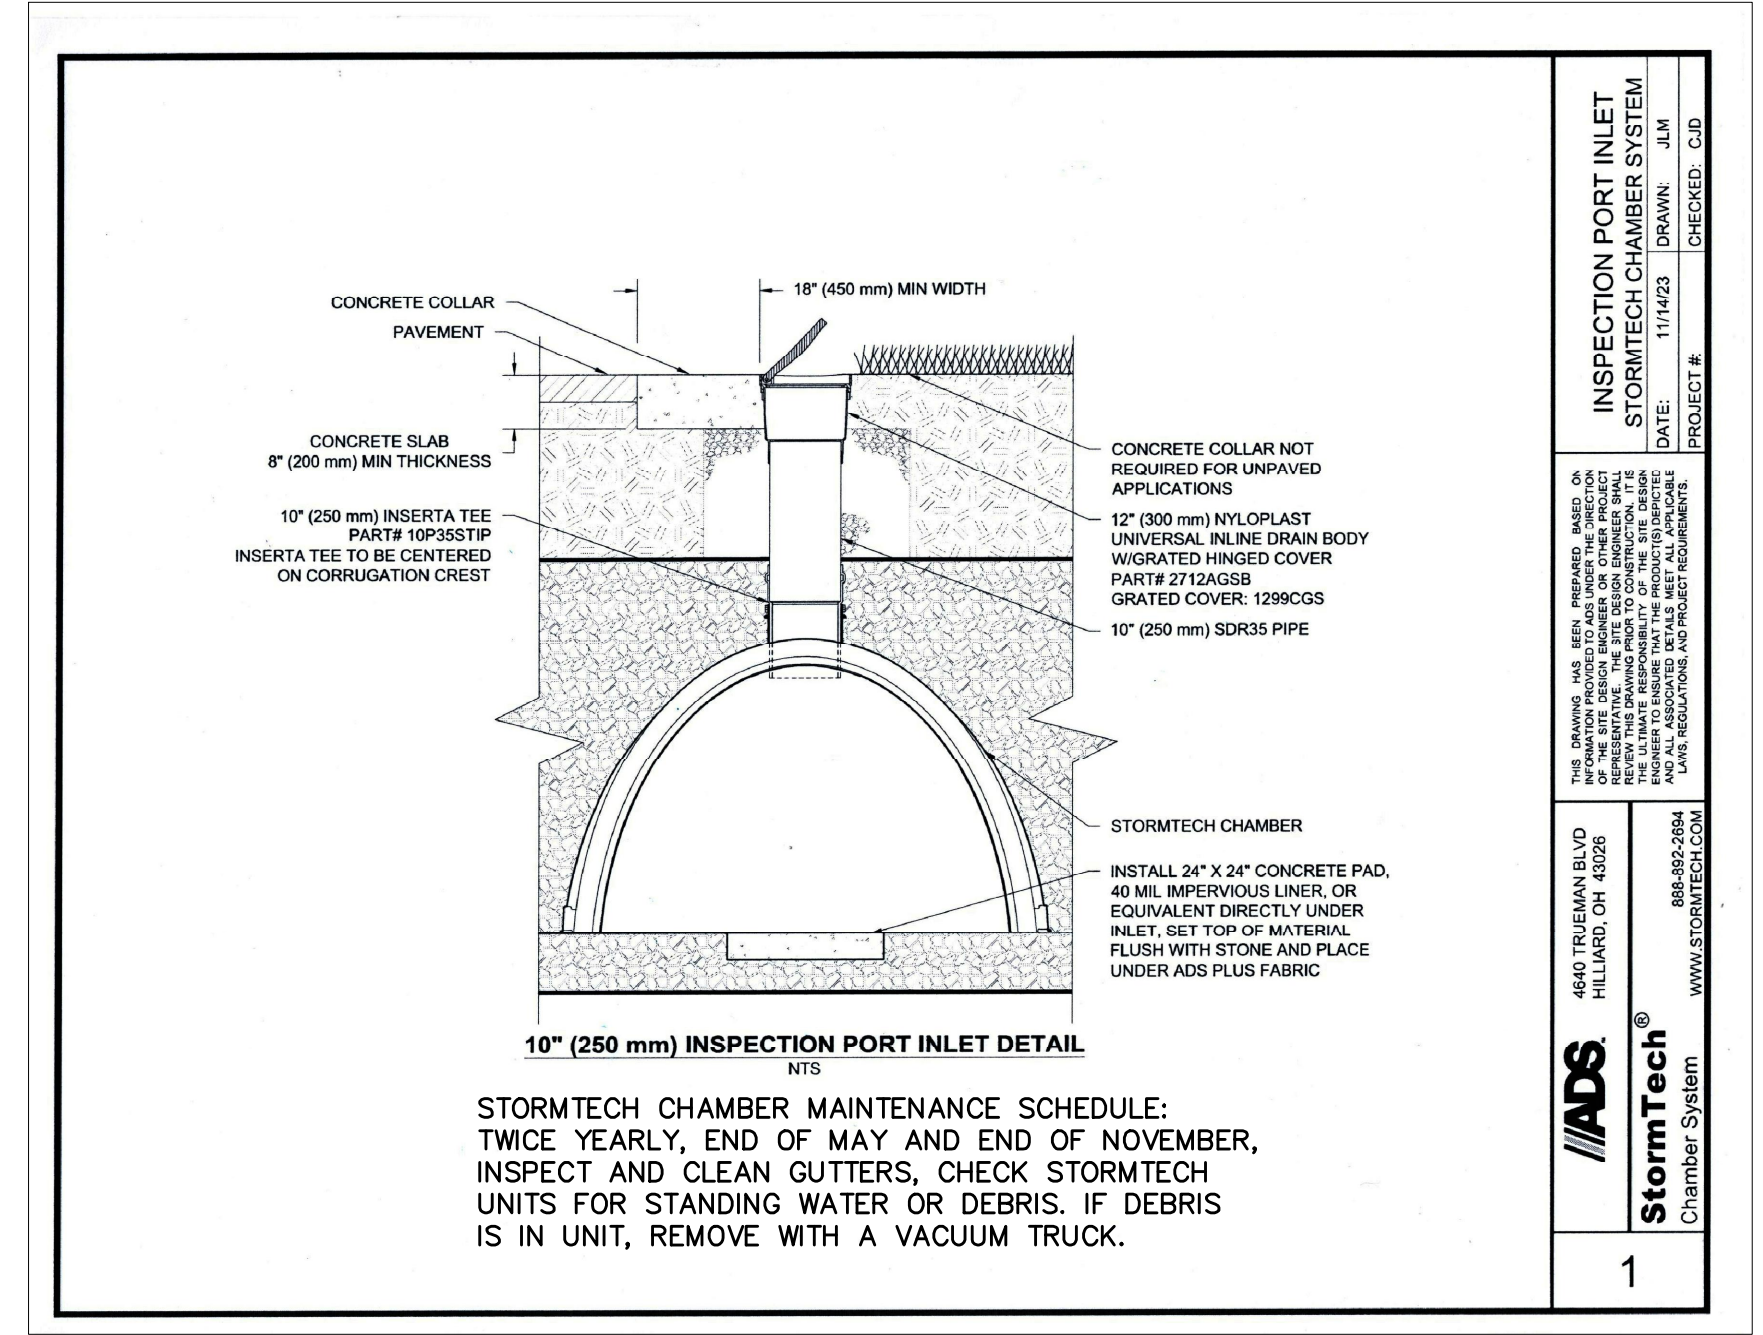 18" (450 mm) MIN WIDTH
CONCRETE COLLAR
PAVEMENT
CONCRETE SLAB
8" (200 mm) MIN THICKNESS
10" (250 mm) INSERTA TEE
PART# 10P35STIP
INSERTA TEE TO BE CENTERED
ON CORRUGATION CREST
CONCRETE COLLAR NOT
REQUIRED FOR UNPAVED
APPLICATIONS
12" (300 mm) NYLOPLAST
UNIVERSAL INLINE DRAIN BODY
W/GRATED HINGED COVER
PART# 2712AGSB
GRATED COVER: 1299CGS
10" (250 mm) SDR35 PIPE
STORMTECH CHAMBER
INSTALL 24" X 24" CONCRETE PAD,
40 MIL IMPERVIOUS LINER, OR
EQUIVALENT DIRECTLY UNDER
INLET, SET TOP OF MATERIAL
FLUSH WITH STONE AND PLACE
UNDER ADS PLUS FABRIC
10" (250 mm) INSPECTION PORT INLET DETAIL
NTS
STORMTECH CHAMBER MAINTENANCE SCHEDULE:
TWICE YEARLY, END OF MAY AND END OF NOVEMBER,
INSPECT AND CLEAN GUTTERS, CHECK STORMTECH
UNITS FOR STANDING WATER OR DEBRIS. IF DEBRIS
IS IN UNIT, REMOVE WITH A VACUUM TRUCK.
INSPECTION PORT INLET
STORMTECH CHAMBER SYSTEM
DATE: 11/14/23 DRAWN: JLM
PROJECT #: CHECKED: CJD
THIS DRAWING HAS BEEN PREPARED BASED ON
INFORMATION PROVIDED TO ADS UNDER THE DIRECTION
OF THE SITE DESIGN ENGINEER OR OTHER PROJECT
REPRESENTATIVE. THE SITE DESIGN ENGINEER SHALL
REVIEW THIS DRAWING PRIOR TO CONSTRUCTION. IT IS
THE ULTIMATE RESPONSIBILITY OF THE SITE DESIGN
ENGINEER TO ENSURE THAT THE PRODUCT(S) DEPICTED
AND ALL ASSOCIATED DETAILS MEET ALL APPLICABLE
LAWS, REGULATIONS, AND PROJECT REQUIREMENTS.
4640 TRUEMAN BLVD
HILLIARD, OH 43026
ADS.
StormTech®
Chamber System
888-892-2694
WWW.STORMTECH.COM
1